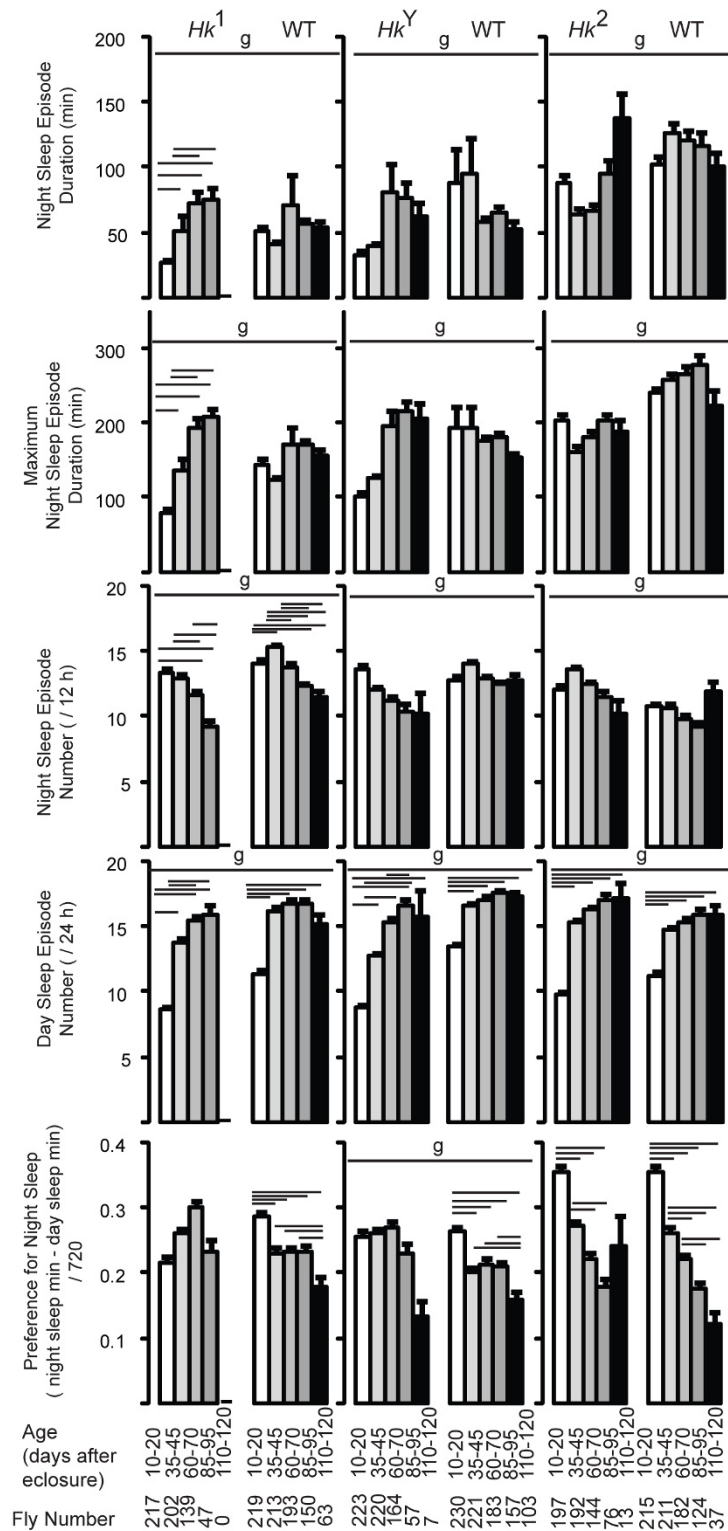 Hk1 WT HkY WT Hk2 WT
g g g
Night Sleep Episode
Duration (min)
200
150
100
50
g g g
Maximum
Night Sleep Episode
Duration (min)
300
200
100
g g g
Night Sleep Episode
Number ( / 12 h)
20
15
10
5
g g g
Day Sleep Episode
Number ( / 24 h)
20
15
10
5
g
Preference for Night Sleep
( night sleep min - day sleep min)
/ 720
0.4
0.3
0.2
0.1
Age
(days after
eclosure)
10-20 35-45 60-70 85-95 110-120 10-20 35-45 60-70 85-95 110-120 10-20 35-45 60-70 85-95 110-120 10-20 35-45 60-70 85-95 110-120 10-20 35-45 60-70 85-95 110-120 10-20 35-45 60-70 85-95 110-120
Fly Number
217 202 139 47 0 219 213 193 150 63 223 220 164 57 7 230 221 183 157 103 197 192 144 76 13 215 211 182 124 37